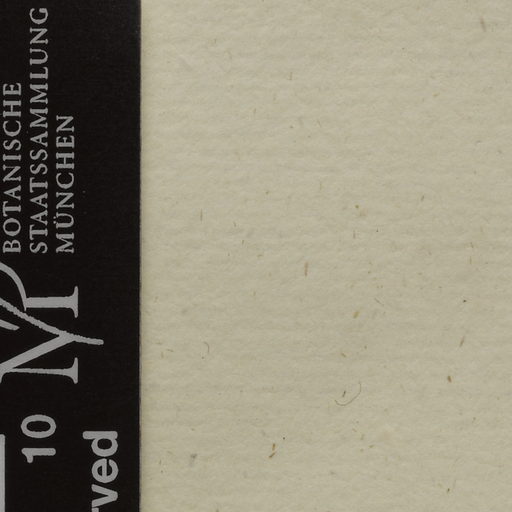 BOTANISCHE
STAATSSAMMLUNG
MÜNCHEN
M
10
rved